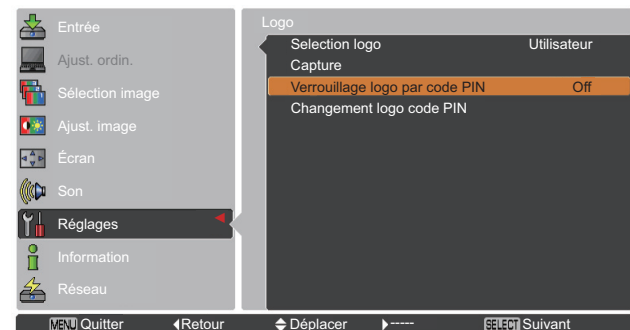 Entrée
Ajust. ordin.
Sélection image
Ajust. image
Écran
Son
Réglages
Information
Réseau
Logo
Selection logo Utilisateur
Capture
Verrouillage logo par code PIN Off
Changement logo code PIN
MENU Quitter Retour Déplacer ----- SELECT Suivant